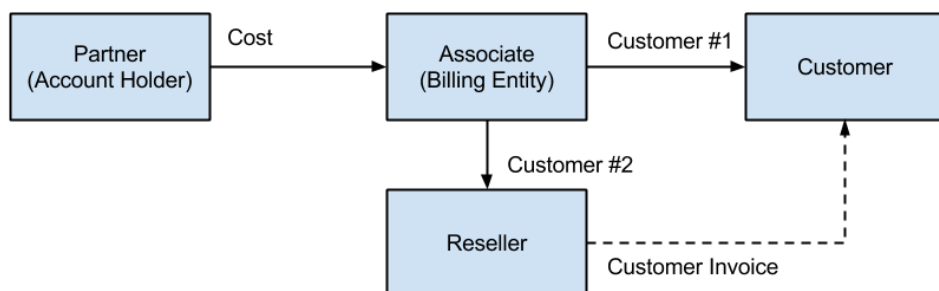 Partner
(Account Holder)
Cost
Associate
(Billing Entity)
Customer #1
Customer
Customer #2
Reseller
Customer Invoice